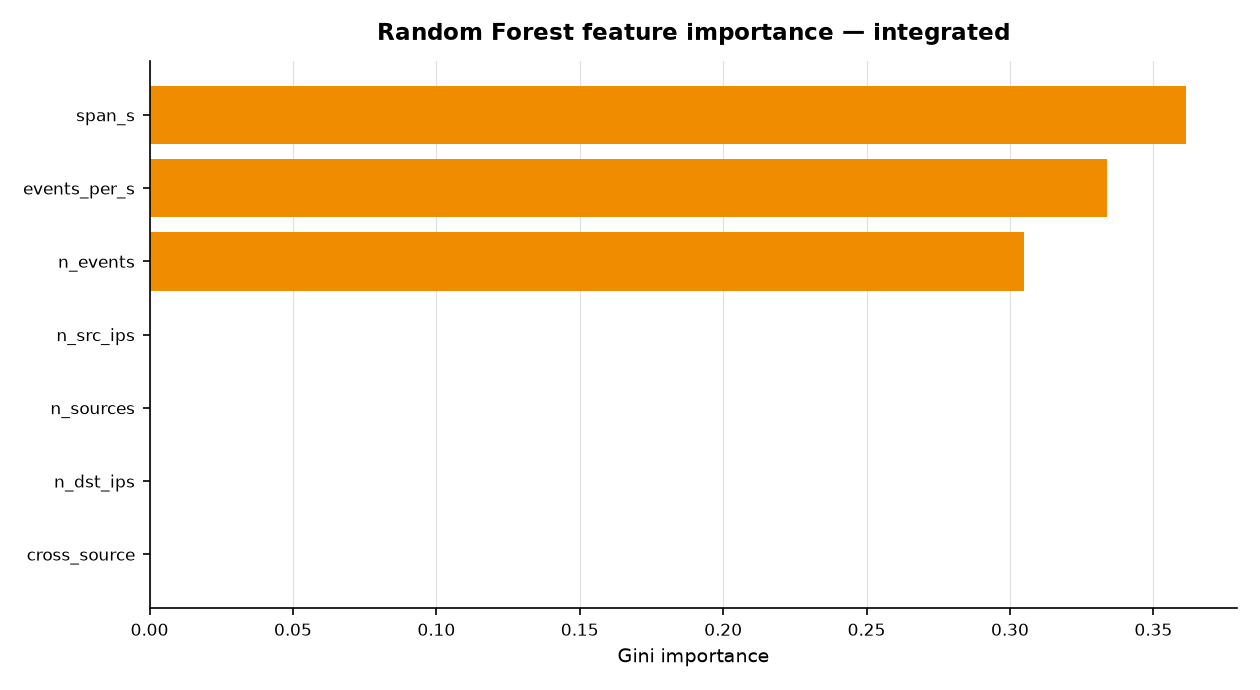 Random Forest feature importance — integrated
span_s
events_per_s
n_events
n_src_ips
n_sources
n_dst_ips
cross_source
0.00 0.05 0.10 0.15 0.20 0.25 0.30 0.35
Gini importance